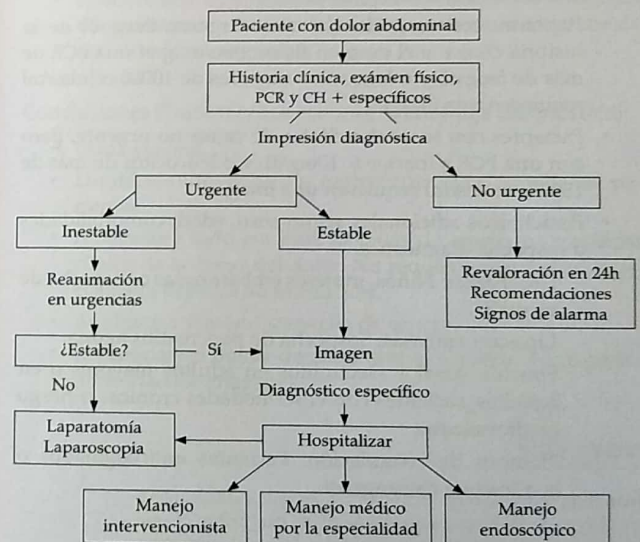 Paciente con dolor abdominal
Historia clínica, exámen físico,
PCR y CH + específicos
Impresión diagnóstica
Urgente
No urgente
Inestable
Estable
Reanimación
en urgencias
Revaloración en 24h
Recomendaciones
Signos de alarma
¿Estable?
Sí
Imagen
No
Diagnóstico específico
Laparatomía
Laparoscopia
Hospitalizar
Manejo
intervencionista
Manejo médico
por la especialidad
Manejo
endoscópico